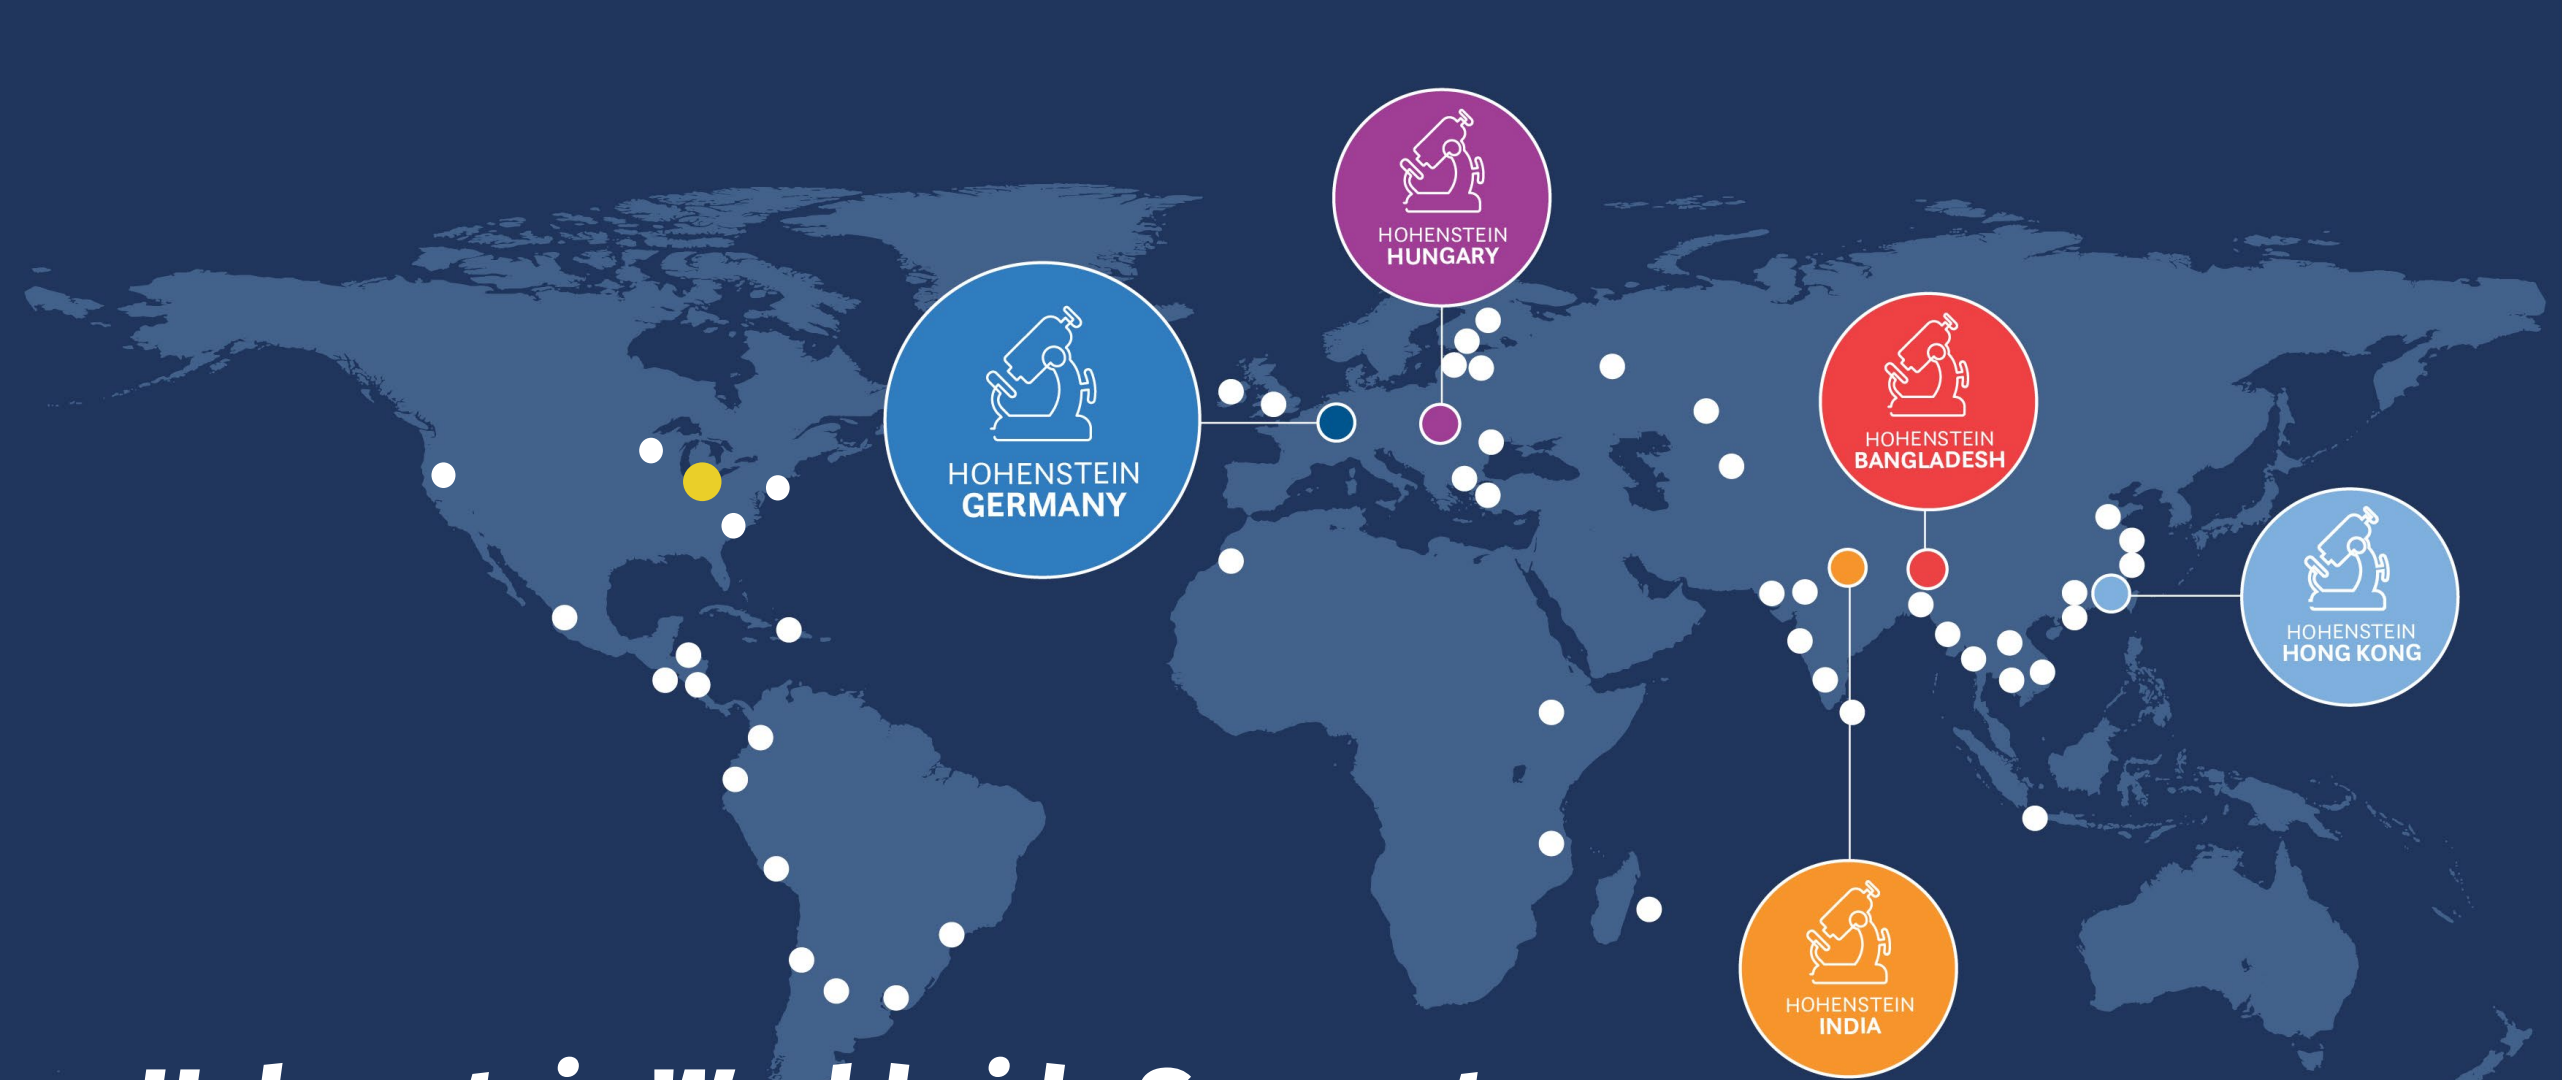 HOHENSTEIN
HUNGARY
HOHENSTEIN
GERMANY
HOHENSTEIN
BANGLADESH
HOHENSTEIN
HONG KONG
HOHENSTEIN
INDIA